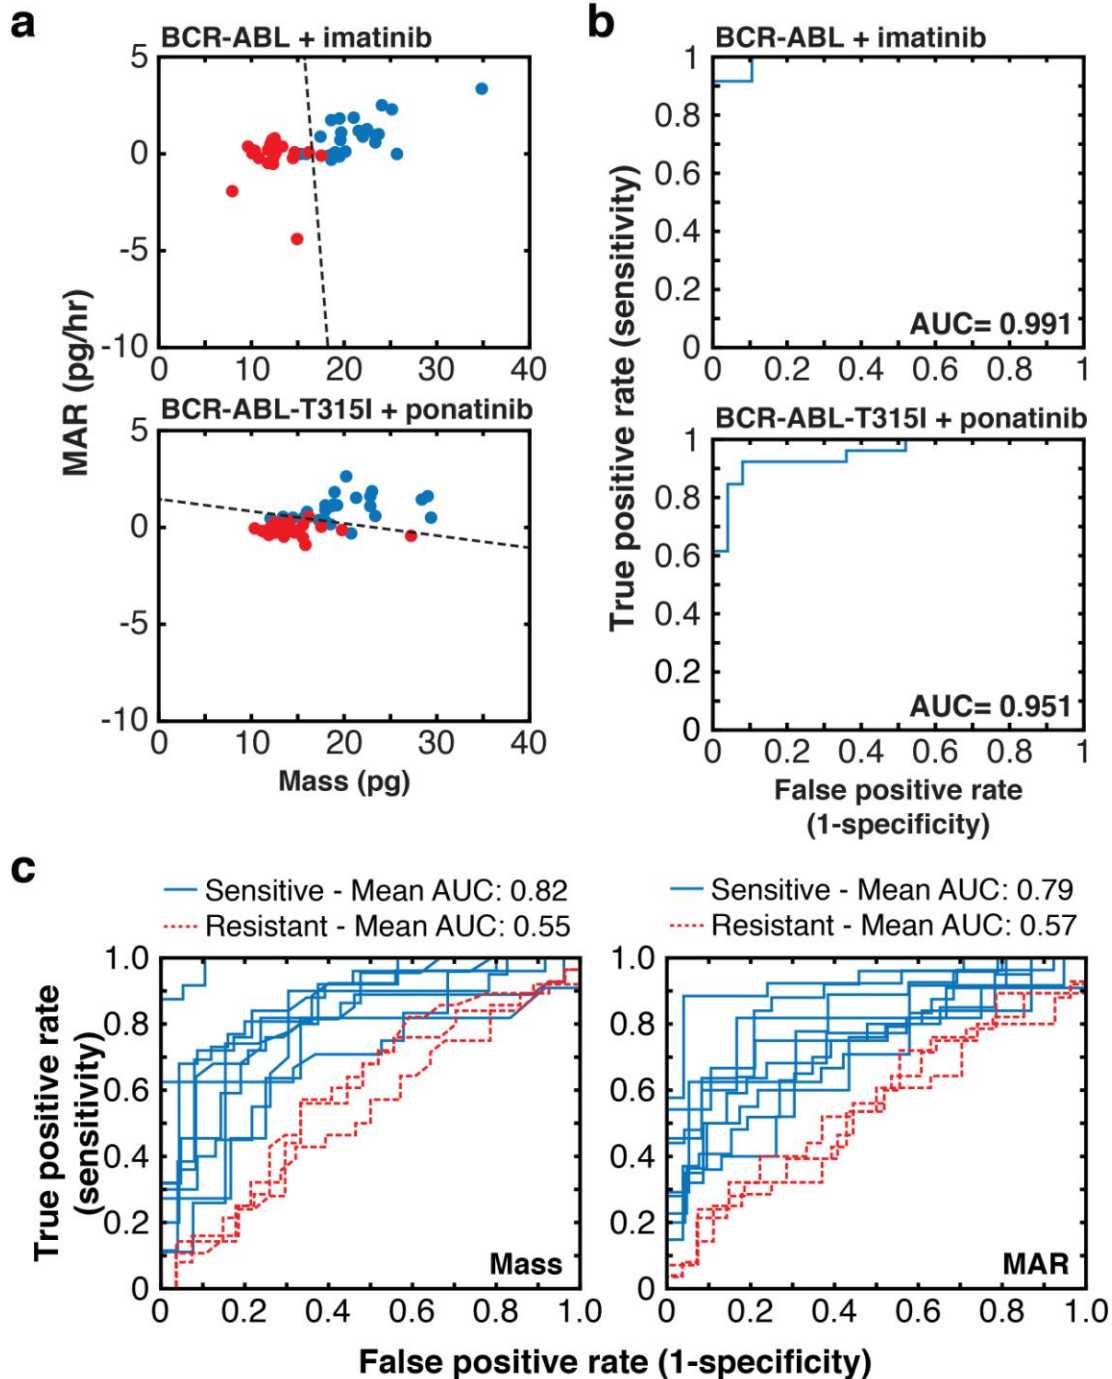 a
BCR-ABL + imatinib
5
0
-5
-10
0 10 20 30 40
BCR-ABL-T315I + ponatinib
5
0
-5
-10
0 10 20 30 40
MAR (pg/hr)
Mass (pg)
b
BCR-ABL + imatinib
1
0.8
0.6
0.4
0.2
0
AUC= 0.991
0 0.2 0.4 0.6 0.8 1
BCR-ABL-T315I + ponatinib
1
0.8
0.6
0.4
0.2
0
AUC= 0.951
0 0.2 0.4 0.6 0.8 1
True positive rate (sensitivity)
False positive rate
(1-specificity)
c
Sensitive - Mean AUC: 0.82
Resistant - Mean AUC: 0.55
1.0
0.8
0.6
0.4
0.2
0
Mass
0 0.2 0.4 0.6 0.8 1.0
Sensitive - Mean AUC: 0.79
Resistant - Mean AUC: 0.57
1.0
0.8
0.6
0.4
0.2
0
MAR
0 0.2 0.4 0.6 0.8 1.0
True positive rate
(sensitivity)
False positive rate (1-specificity)